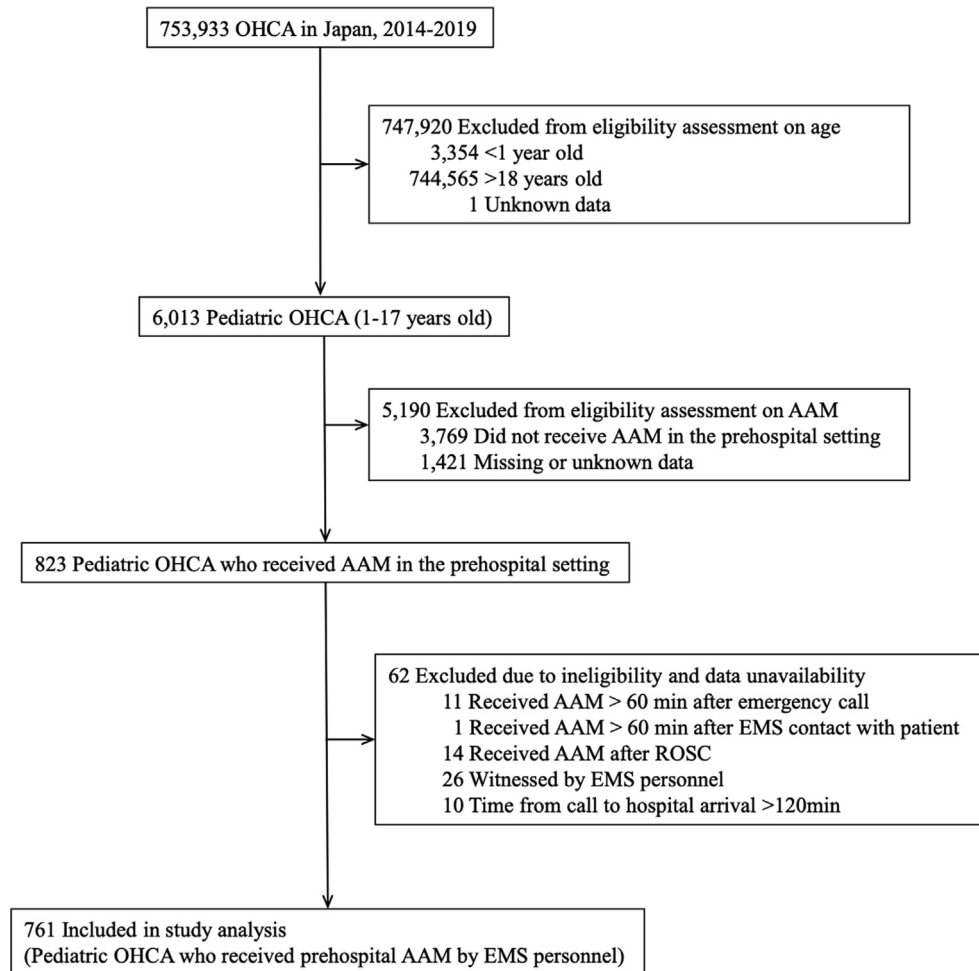 753,933 OHCA in Japan, 2014-2019
747,920 Excluded from eligibility assessment on age
3,354 <1 year old
744,565 >18 years old
1 Unknown data
6,013 Pediatric OHCA (1-17 years old)
5,190 Excluded from eligibility assessment on AAM
3,769 Did not receive AAM in the prehospital setting
1,421 Missing or unknown data
823 Pediatric OHCA who received AAM in the prehospital setting
62 Excluded due to ineligibility and data unavailability
11 Received AAM > 60 min after emergency call
1 Received AAM > 60 min after EMS contact with patient
14 Received AAM after ROSC
26 Witnessed by EMS personnel
10 Time from call to hospital arrival >120min
761 Included in study analysis
(Pediatric OHCA who received prehospital AAM by EMS personnel)